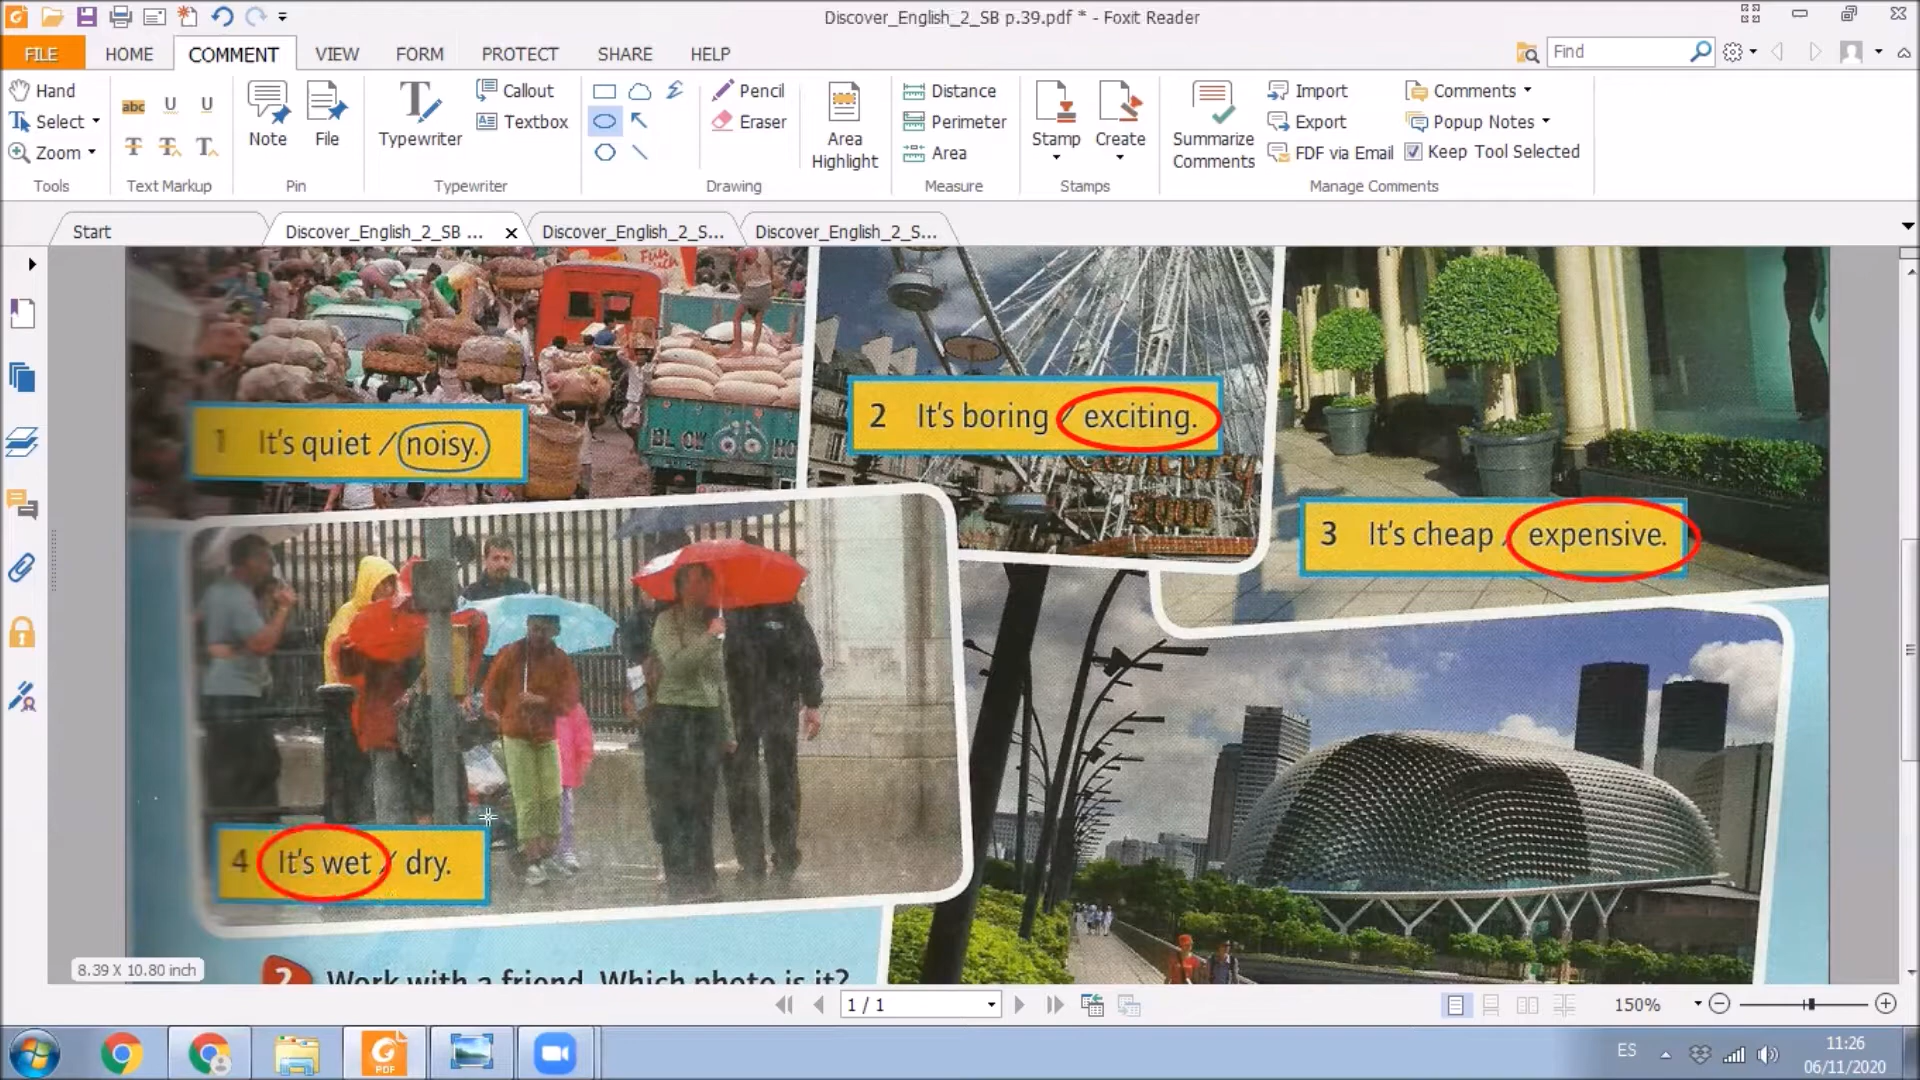 Discover_English_2_SB p.39.pdf * - Foxit Reader
FILE HOME COMMENT VIEW FORM PROTECT SHARE HELP
Find
Hand
Select
Zoom
Tools
abc U U
T T T
Text Markup
Note
File
Pin
Typewriter
Callout
Textbox
Typewriter
Pencil
Eraser
Drawing
Area
Highlight
Distance
Perimeter
Area
Measure
Stamp
Create
Stamps
Summarize
Comments
Import
Export
FDF via Email
Comments
Popup Notes
Keep Tool Selected
Manage Comments
Start
Discover_English_2_SB ...
Discover_English_2_S...
Discover_English_2_S...
1 It's quiet / noisy.
2 It's boring / exciting.
2000
3 It's cheap / expensive.
4 It's wet / dry.
2 Work with a friend. Which photo is it?
8.39 X 10.80 inch
1 / 1
150%
PDF
ES
11:26
06/11/2020